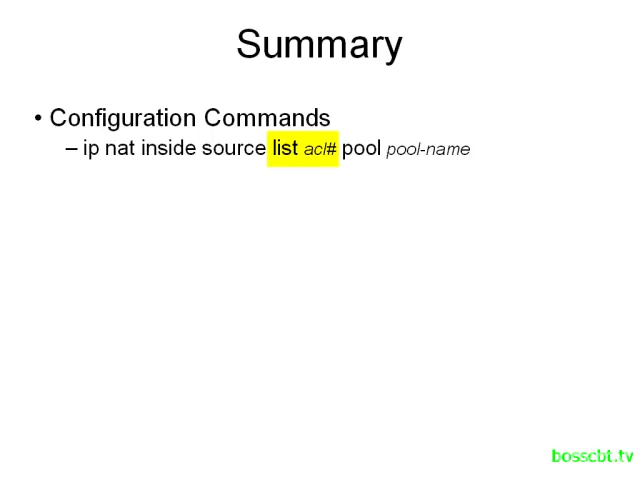 Summary
• Configuration Commands
– ip nat inside source list acl# pool pool-name
bosscbt.tv